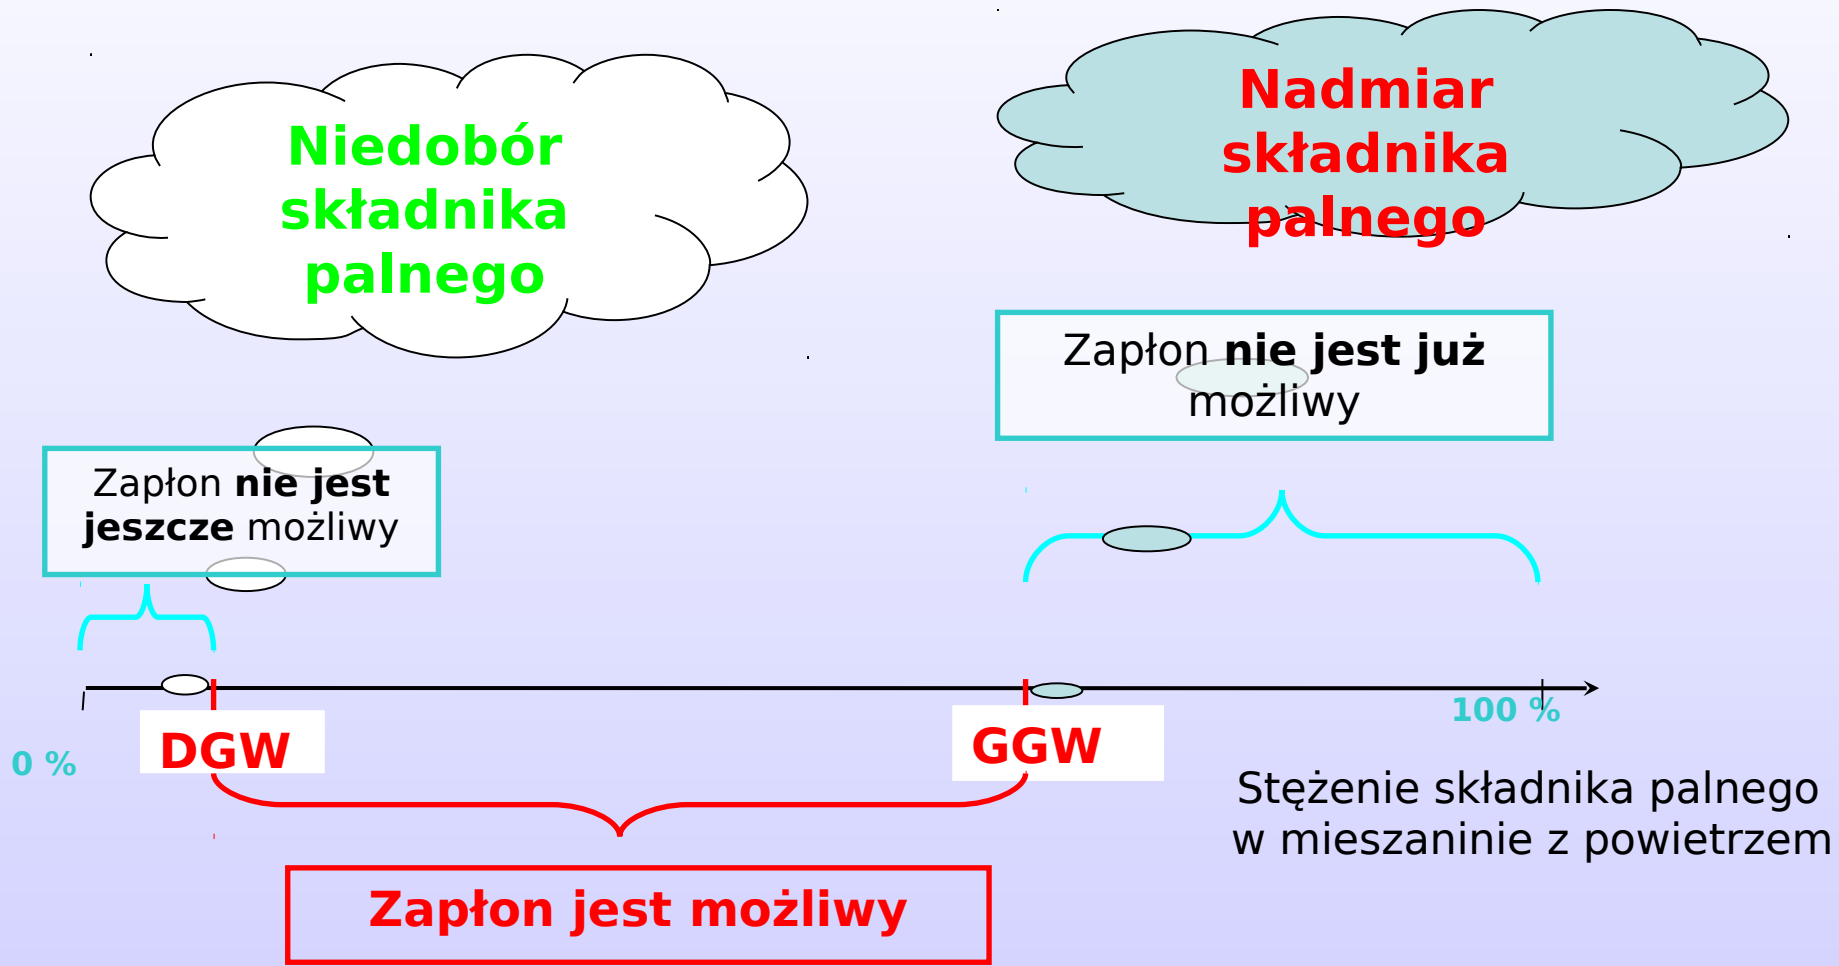 Niedobór
składnika
palnego
Nadmiar
składnika
palnego
Zapłon nie jest już
możliwy
Zapłon nie jest
jeszcze możliwy
0 %
DGW
GGW
100 %
Stężenie składnika palnego
w mieszaninie z powietrzem
Zapłon jest możliwy